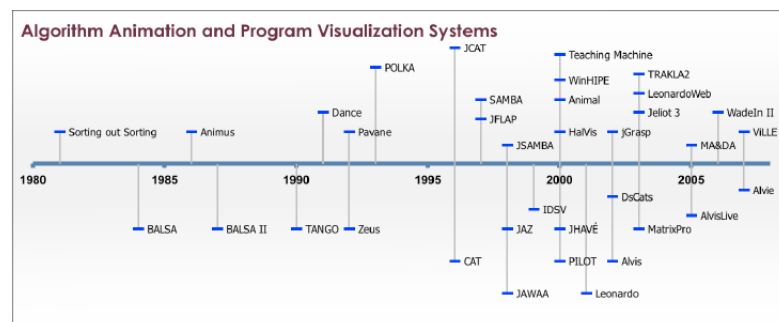 Algorithm Animation and Program Visualization Systems
JCAT
Teaching Machine
POLKA
TRAKLA2
WinHIPE
LeonardoWeb
SAMBA
Animal
Dance
JFLAP
Jeliot 3
WadeIn II
Sorting out Sorting
Animus
Pavane
HalVis
jGrasp
ViLLE
JSAMBA
MA&DA
1980 1985 1990 1995 2000 2005
Alvie
DsCats
IDSV
AlvisLive
BALSA
BALSA II
TANGO
Zeus
JAZ
JHAVÉ
MatrixPro
CAT
PILOT
Alvis
JAWAA
Leonardo